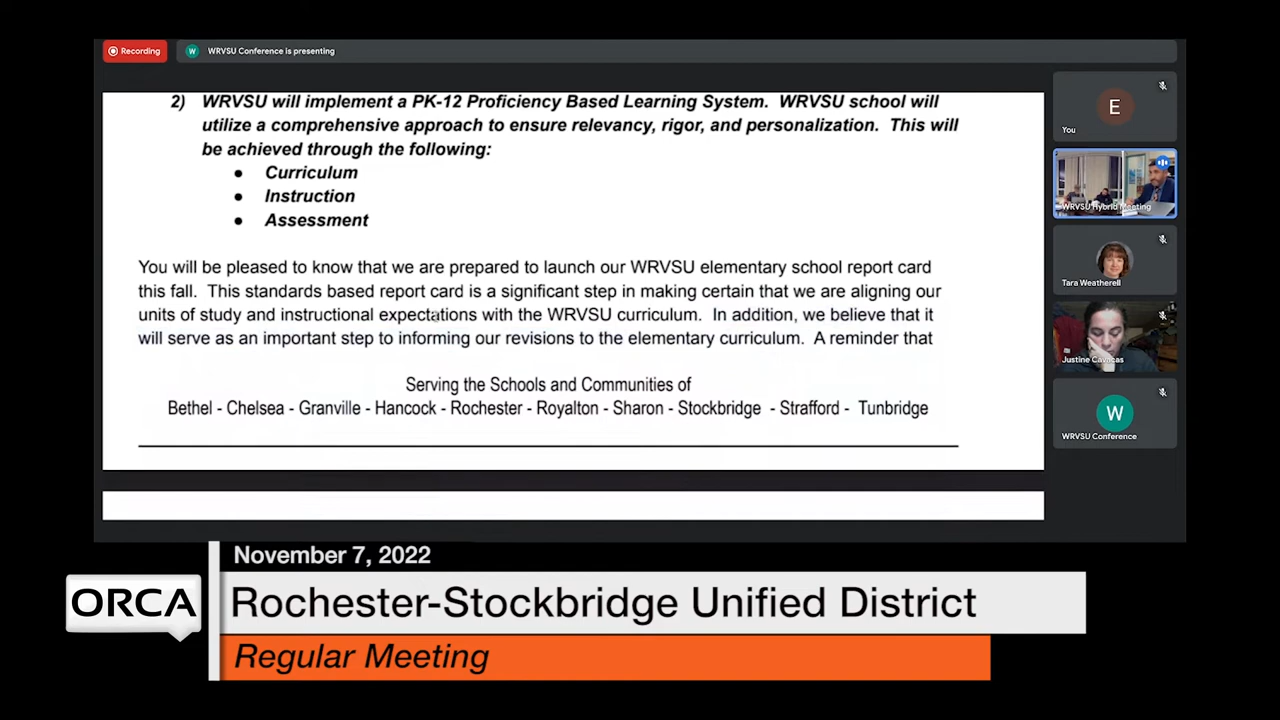 Recording
W
WRVSU Conference is presenting
2) WRVSU will implement a PK-12 Proficiency Based Learning System. WRVSU school will
utilize a comprehensive approach to ensure relevancy, rigor, and personalization. This will
be achieved through the following:
● Curriculum
● Instruction
● Assessment
You will be pleased to know that we are prepared to launch our WRVSU elementary school report card
this fall. This standards based report card is a significant step in making certain that we are aligning our
units of study and instructional expectations with the WRVSU curriculum. In addition, we believe that it
will serve as an important step to informing our revisions to the elementary curriculum. A reminder that
Serving the Schools and Communities of
Bethel - Chelsea - Granville - Hancock - Rochester - Royalton - Sharon - Stockbridge - Strafford - Tunbridge
E
You
WRVSU Hybrid Meeting
Tara Weatherell
Justine Cavacas
W
WRVSU Conference
November 7, 2022
ORCA
Rochester-Stockbridge Unified District
Regular Meeting